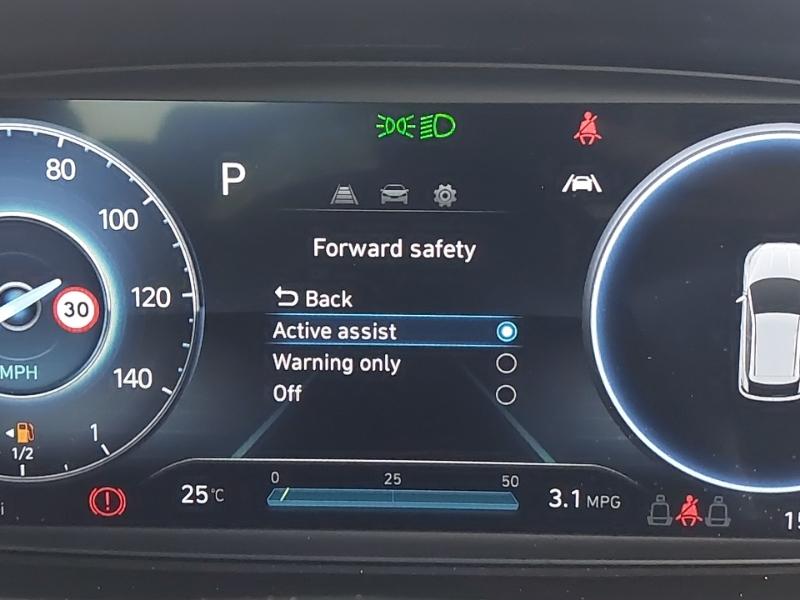 80
100
120
140
30
MPH
1
1/2
P
Forward safety
Back
Active assist
Warning only
Off
25°C
0 25 50
3.1 MPG